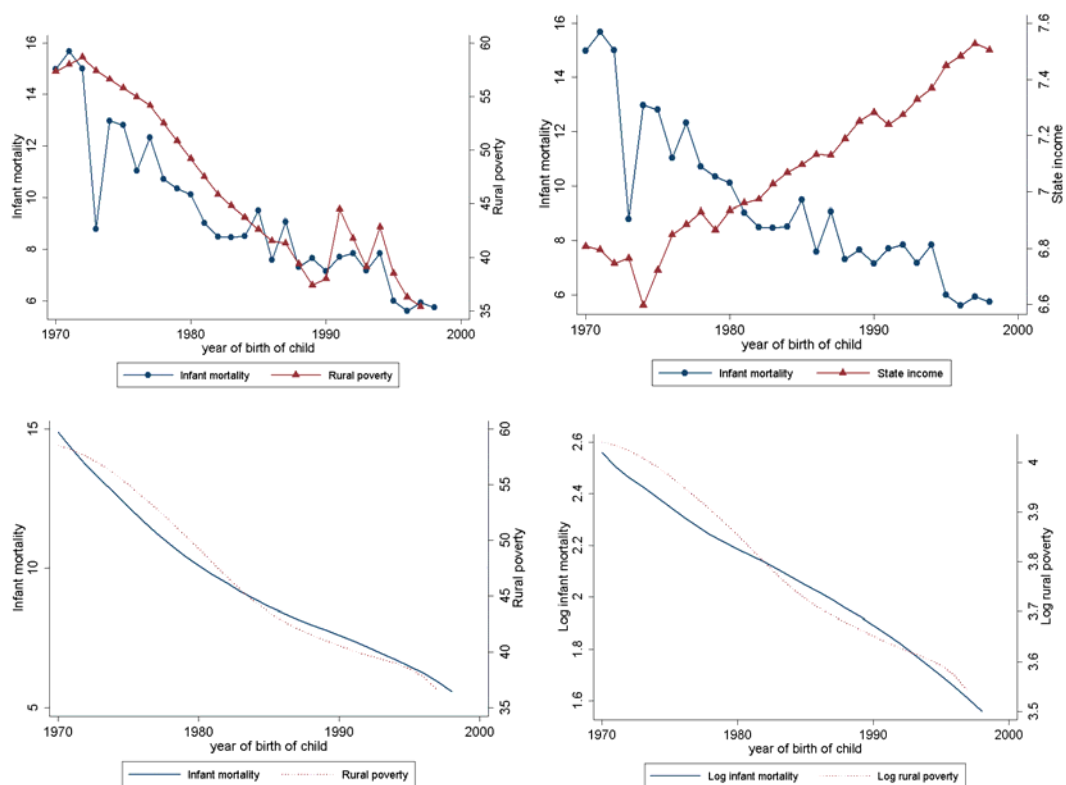 Infant mortality
16
14
12
10
8
6
60
55
50
45
40
35
Rural poverty
1970 1980 1990 2000
year of birth of child
Infant mortality Rural poverty
Infant mortality
16
14
12
10
8
6
7.6
7.4
7.2
7
6.8
6.6
State income
1970 1980 1990 2000
year of birth of child
Infant mortality State income
Infant mortality
15
10
5
60
55
50
45
40
35
Rural poverty
1970 1980 1990 2000
year of birth of child
Infant mortality Rural poverty
Log infant mortality
2.6
2.4
2.2
2
1.8
1.6
4
3.9
3.8
3.7
3.6
3.5
Log rural poverty
1970 1980 1990 2000
year of birth of child
Log infant mortality Log rural poverty